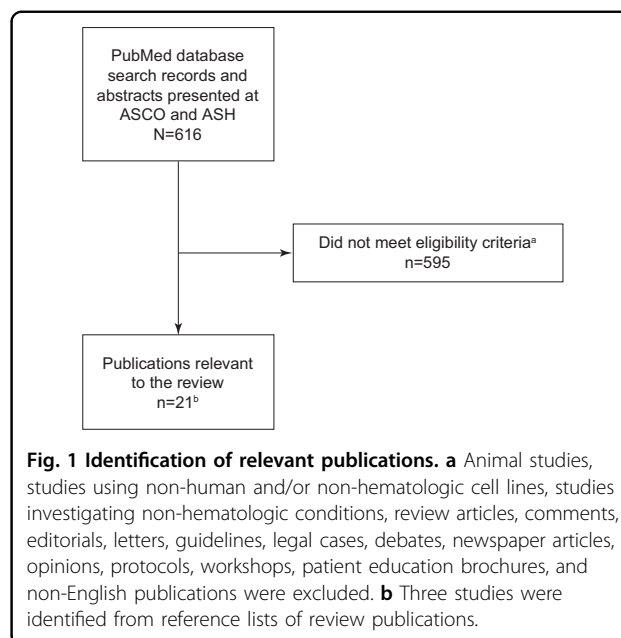 PubMed database
search records and
abstracts presented at
ASCO and ASH
N=616
Did not meet eligibility criteriaᵃ
n=595
Publications relevant
to the review
n=21ᵇ
Fig. 1 Identification of relevant publications. a Animal studies,
studies using non-human and/or non-hematologic cell lines, studies
investigating non-hematologic conditions, review articles, comments,
editorials, letters, guidelines, legal cases, debates, newspaper articles,
opinions, protocols, workshops, patient education brochures, and
non-English publications were excluded. b Three studies were
identified from reference lists of review publications.